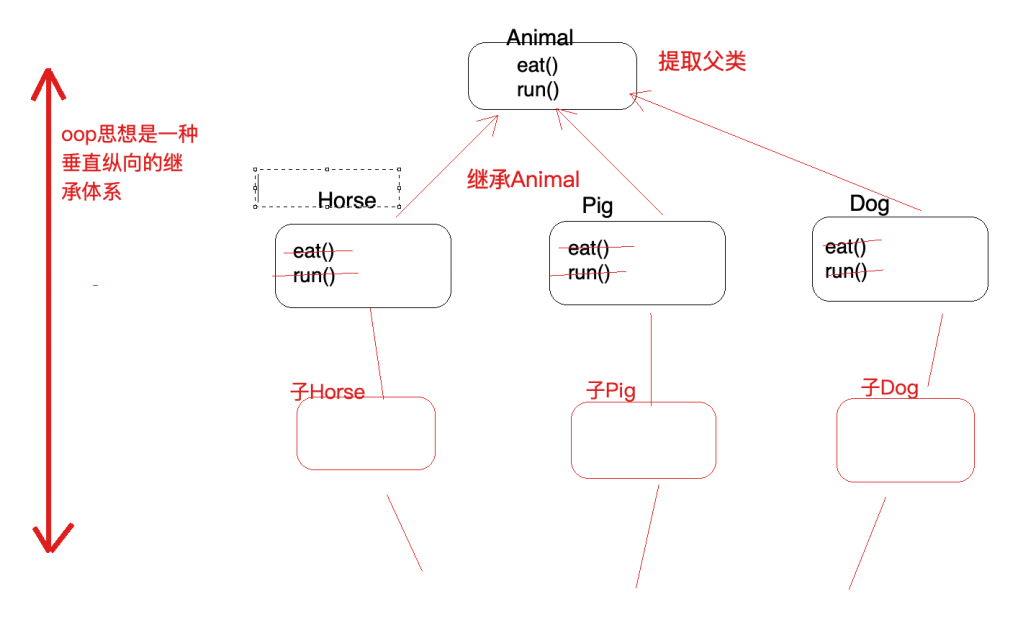 Animal
eat()
run()
提取父类
oop思想是一种
垂直纵向的继
承体系
继承Animal
Horse
eat()
run()
Pig
eat()
run()
Dog
eat()
run()
子Horse
子Pig
子Dog